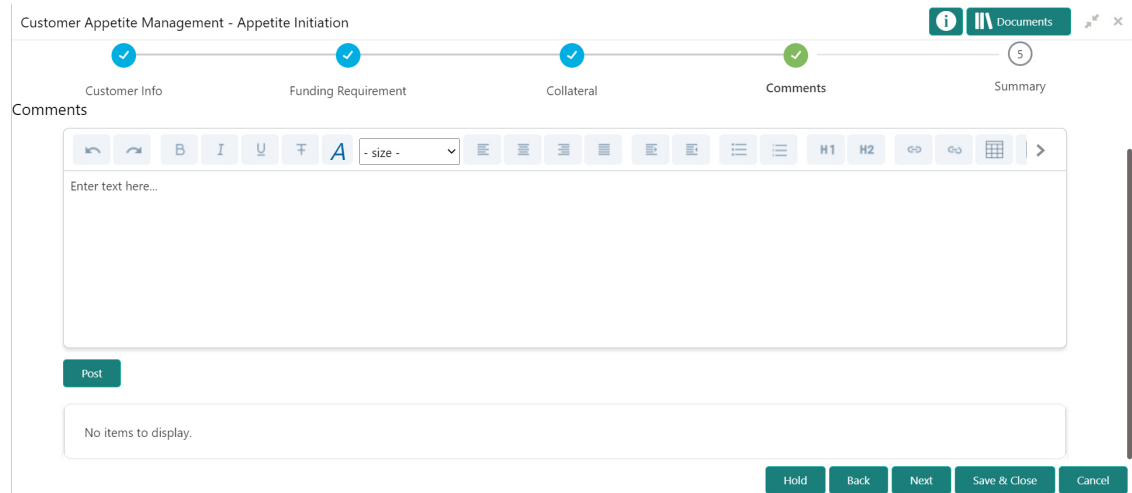 Customer Appetite Management - Appetite Initiation
Documents
5
Customer Info Funding Requirement Collateral Comments Summary
Comments
B I U T A - size - H1 H2
Enter text here...
Post
No items to display.
Hold Back Next Save & Close Cancel